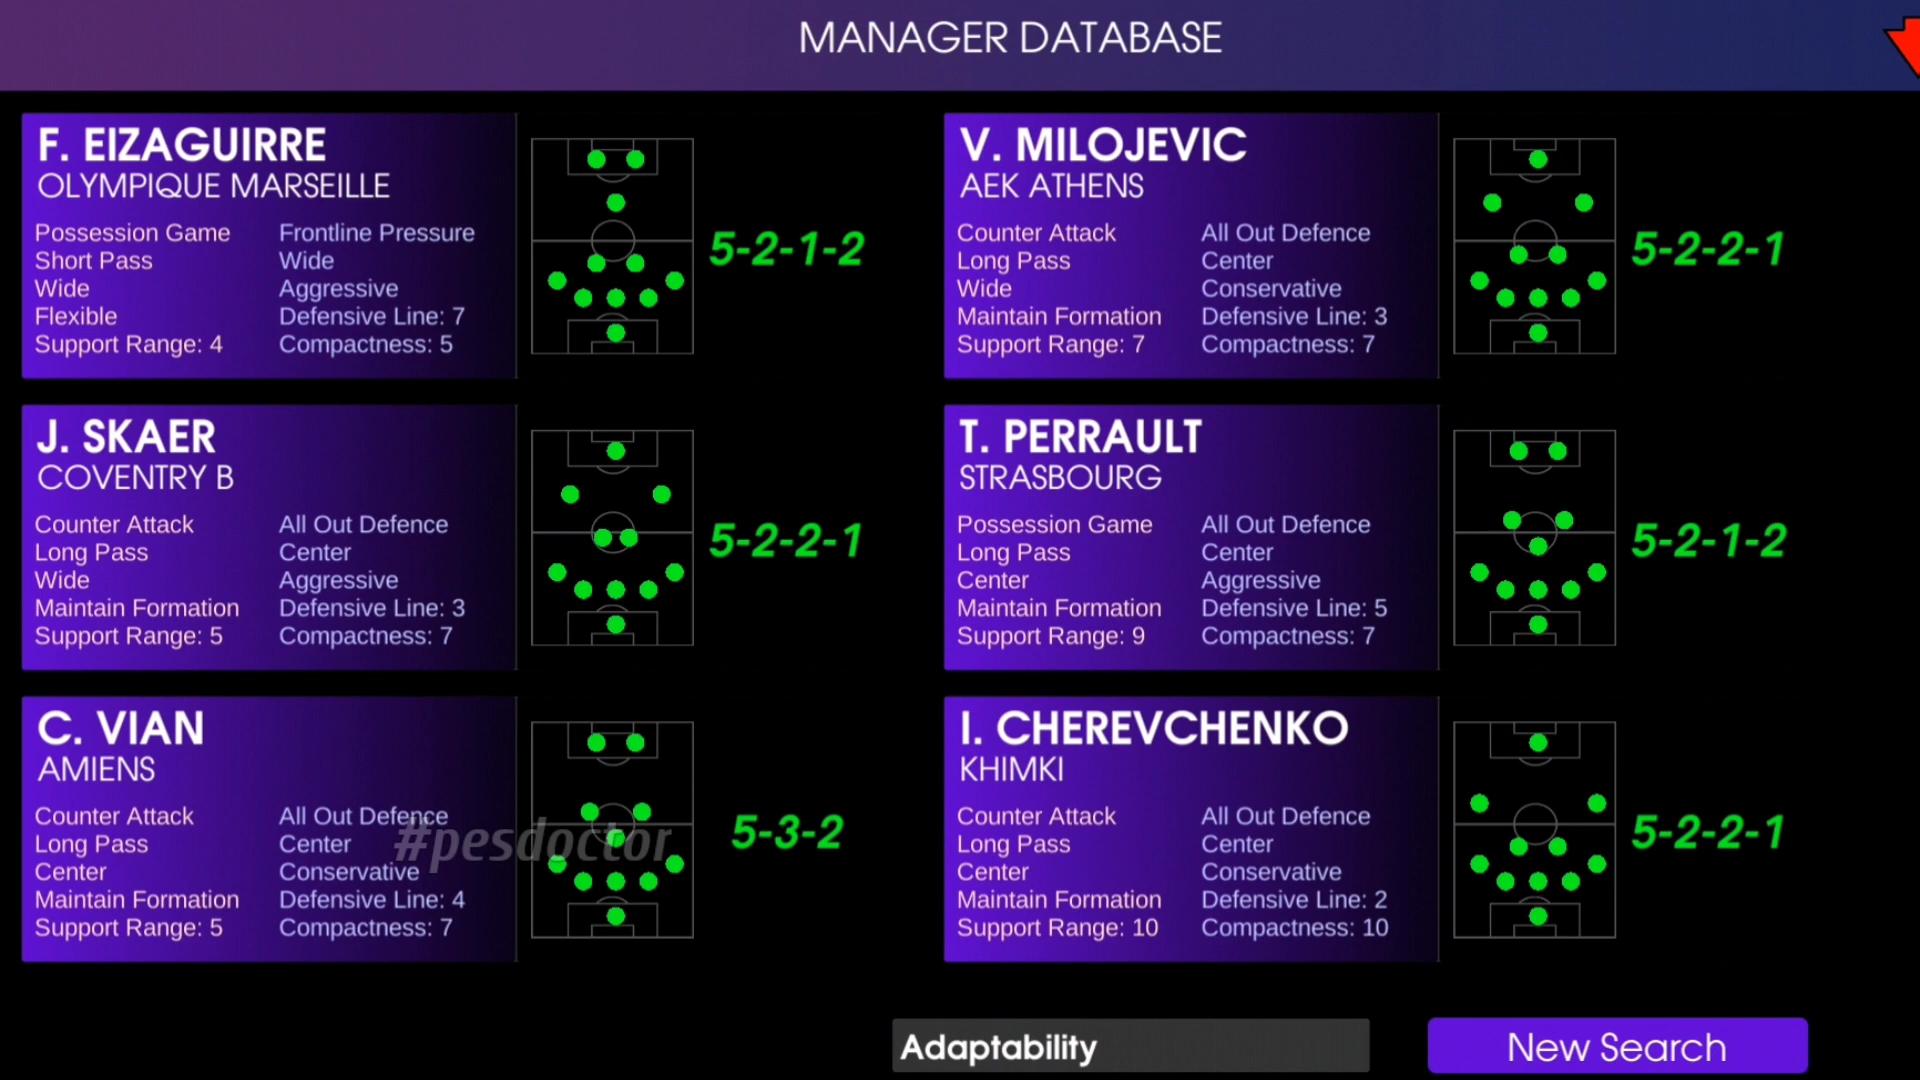 MANAGER DATABASE
F. EIZAGUIRRE
OLYMPIQUE MARSEILLE
Possession Game Frontline Pressure
Short Pass Wide
Wide Aggressive
Flexible Defensive Line: 7
Support Range: 4 Compactness: 5
5-2-1-2
V. MILOJEVIC
AEK ATHENS
Counter Attack All Out Defence
Long Pass Center
Wide Conservative
Maintain Formation Defensive Line: 3
Support Range: 7 Compactness: 7
5-2-2-1
J. SKAER
COVENTRY B
Counter Attack All Out Defence
Long Pass Center
Wide Aggressive
Maintain Formation Defensive Line: 3
Support Range: 5 Compactness: 7
5-2-2-1
T. PERRAULT
STRASBOURG
Possession Game All Out Defence
Long Pass Center
Center Aggressive
Maintain Formation Defensive Line: 5
Support Range: 9 Compactness: 7
5-2-1-2
C. VIAN
AMIENS
Counter Attack All Out Defence
Long Pass Center
Center Conservative
Maintain Formation Defensive Line: 4
Support Range: 5 Compactness: 7
#pesdoctor
5-3-2
I. CHEREVCHENKO
KHIMKI
Counter Attack All Out Defence
Long Pass Center
Center Conservative
Maintain Formation Defensive Line: 2
Support Range: 10 Compactness: 10
5-2-2-1
Adaptability
New Search